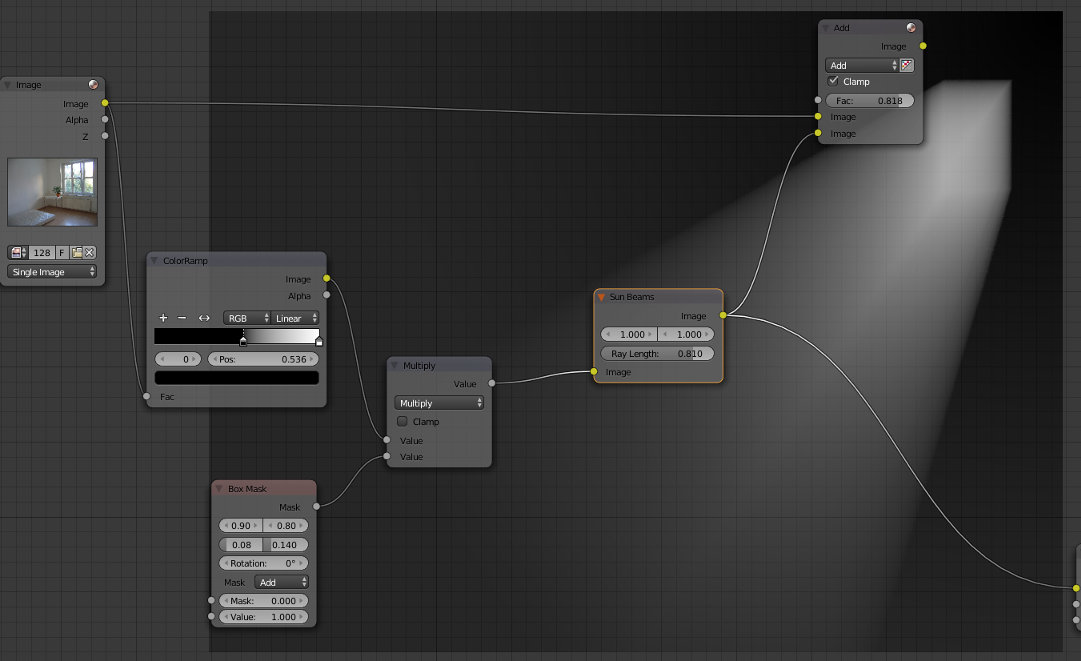 Image
Image
Alpha
Z
128 F
Single Image
ColorRamp
Image
Alpha
RGB Linear
0 Pos: 0.536
Fac
Box Mask
Mask
0.90 0.80
0.08 0.140
Rotation: 0°
Mask Add
Mask: 0.000
Value: 1.000
Multiply
Value
Multiply
Clamp
Value
Value
Sun Beams
Image
1.000 1.000
Ray Length: 0.810
Image
Add
Image
Add
Clamp
Fac: 0.818
Image
Image